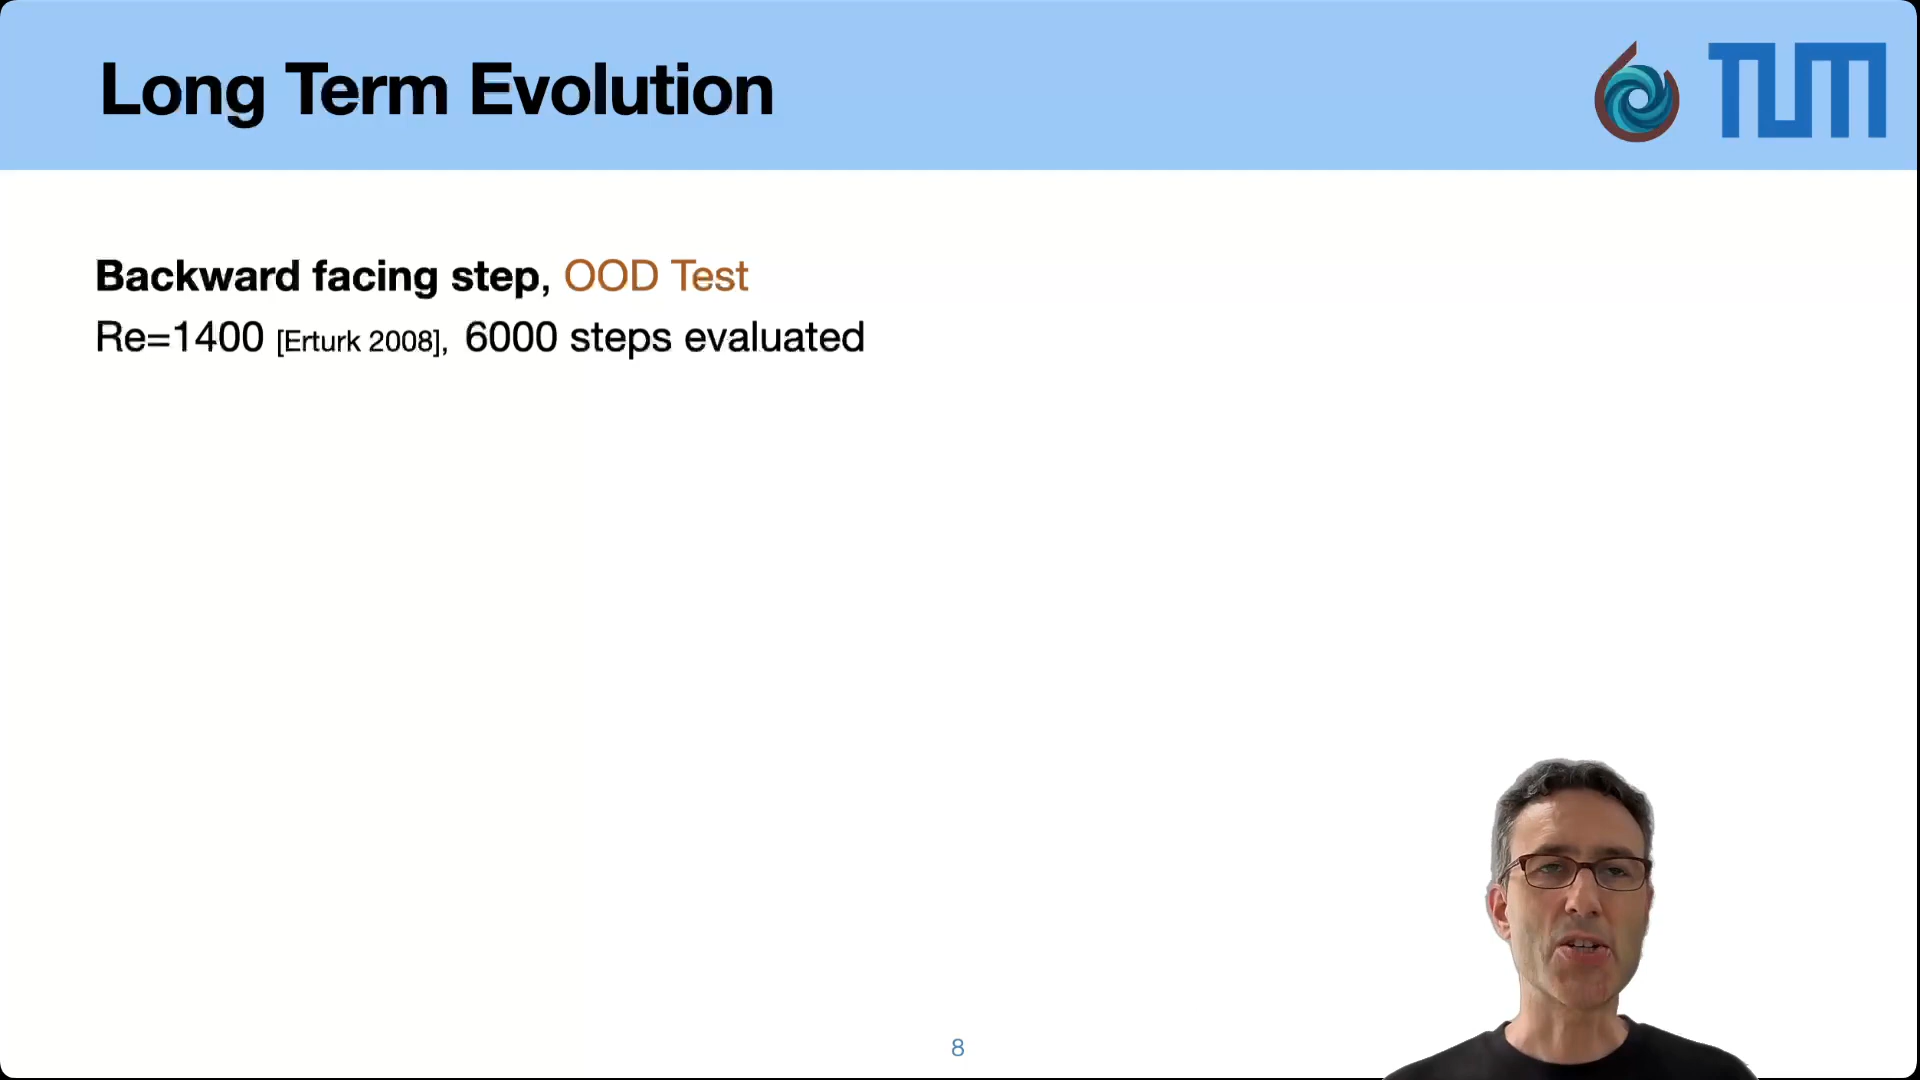 Long Term Evolution
TUM
Backward facing step, OOD Test
Re=1400 [Erturk 2008], 6000 steps evaluated
8